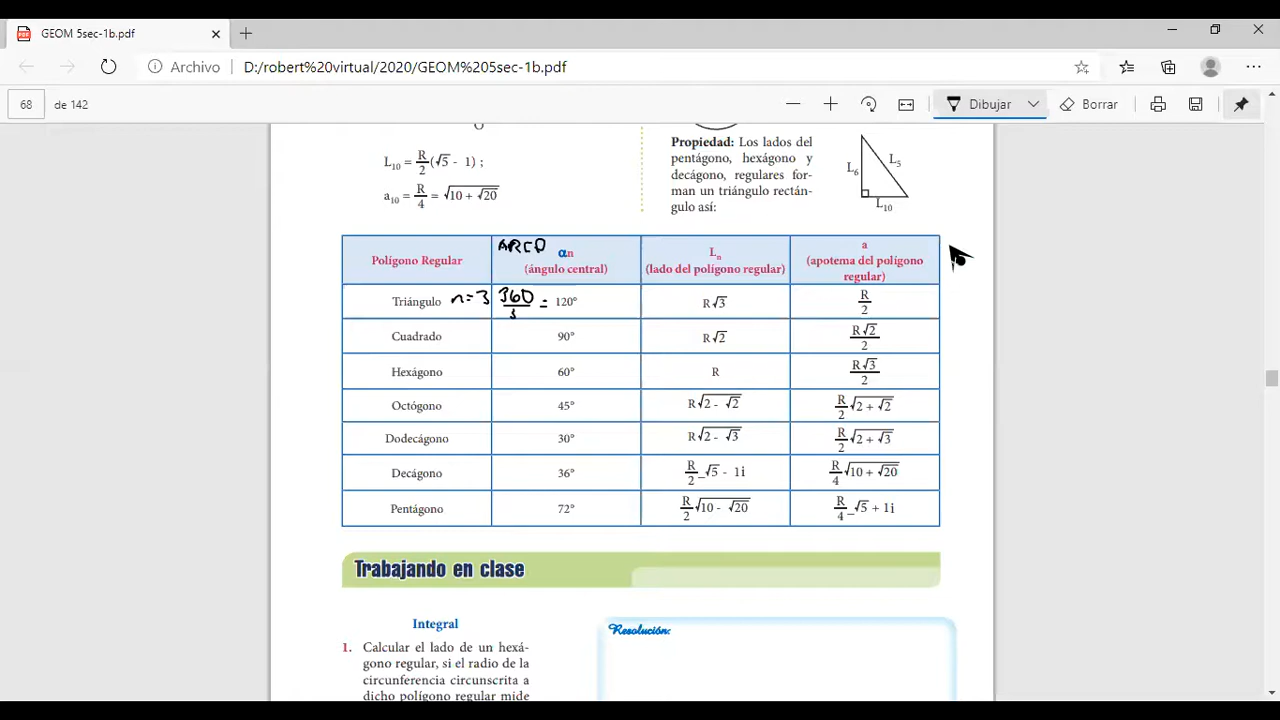 GEOM 5sec-1b.pdf
Archivo D:/robert%20virtual/2020/GEOM%205sec-1b.pdf
68 de 142 Dibujar Borrar
O
L10 = R/2 (√5 - 1) ;
a10 = R/4 = √(10 + √20)
Propiedad: Los lados del
pentágono, hexágono y
decágono, regulares for-
man un triángulo rectán-
gulo así:
L6 L5
L10
Polígono Regular
ARCO
αn
(ángulo central)
Ln
(lado del polígono regular)
a
(apotema del polígono
regular)
Triángulo n=3 360/3 = 120° R√3 R/2
Cuadrado 90° R√2 R√2/2
Hexágono 60° R R√3/2
Octógono 45° R√(2 - √2) R/2 √(2 + √2)
Dodecágono 30° R√(2 - √3) R/2 √(2 + √3)
Decágono 36° R/2 _√5 - 1i R/4 √(10 + √20)
Pentágono 72° R/2 √(10 - √20) R/4 _√5 + 1i
Trabajando en clase
Integral
1. Calcular el lado de un hexá-
gono regular, si el radio de la
circunferencia circunscrita a
dicho polígono regular mide
Resolución: